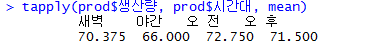 > tapply(prod$생산량, prod$시간대, mean)
새벽 야간 오 전 오 후
70.375 66.000 72.750 71.500